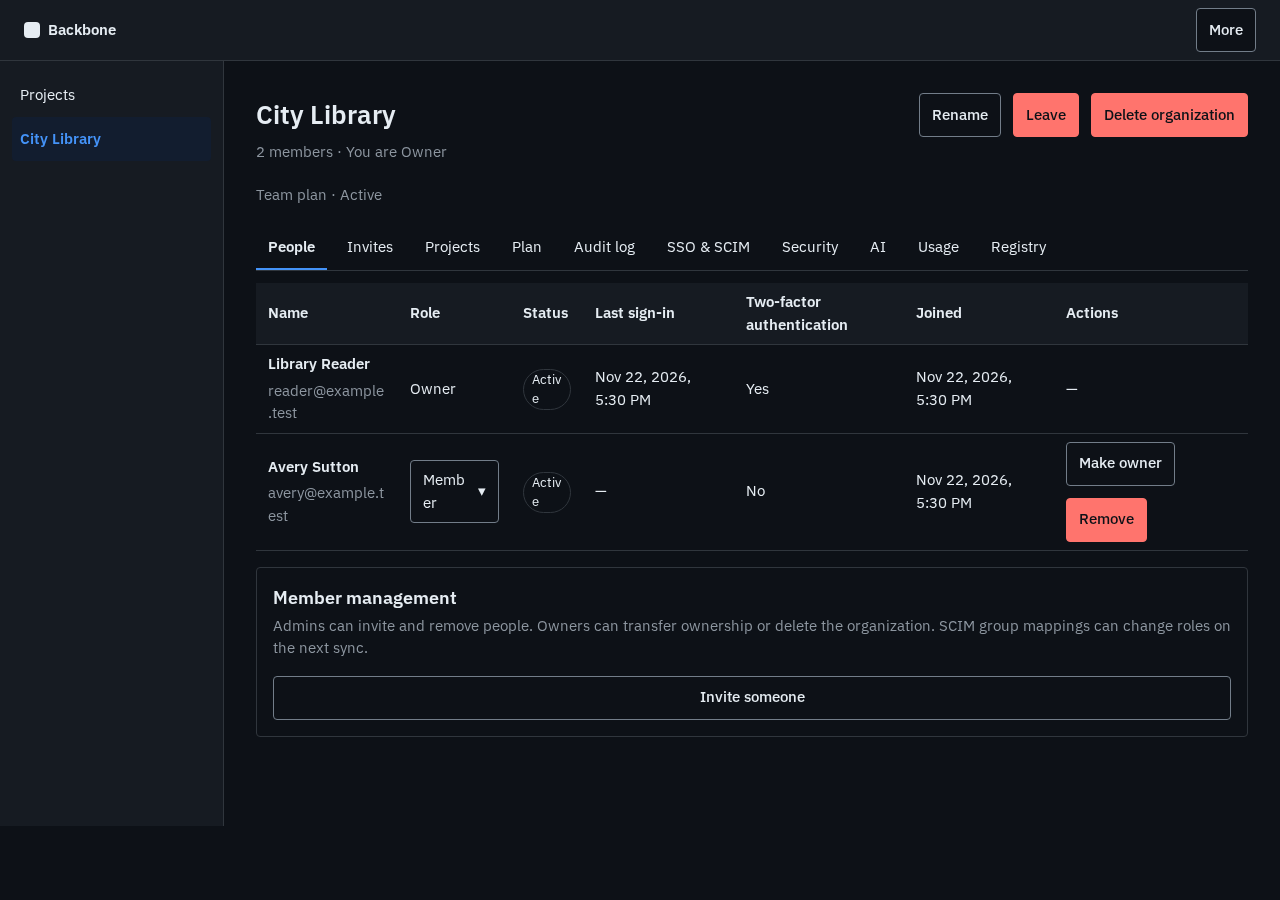 Backbone
More
Projects
City Library
City Library
Rename
Leave
Delete organization
2 members · You are Owner
Team plan · Active
People
Invites
Projects
Plan
Audit log
SSO & SCIM
Security
AI
Usage
Registry
Name
Role
Status
Last sign-in
Two-factor
authentication
Joined
Actions
Library Reader
reader@example
.test
Owner
Activ
e
Nov 22, 2026,
5:30 PM
Yes
Nov 22, 2026,
5:30 PM
—
Avery Sutton
avery@example.t
est
Memb
er
Activ
e
—
No
Nov 22, 2026,
5:30 PM
Make owner
Remove
Member management
Admins can invite and remove people. Owners can transfer ownership or delete the organization. SCIM group mappings can change roles on
the next sync.
Invite someone